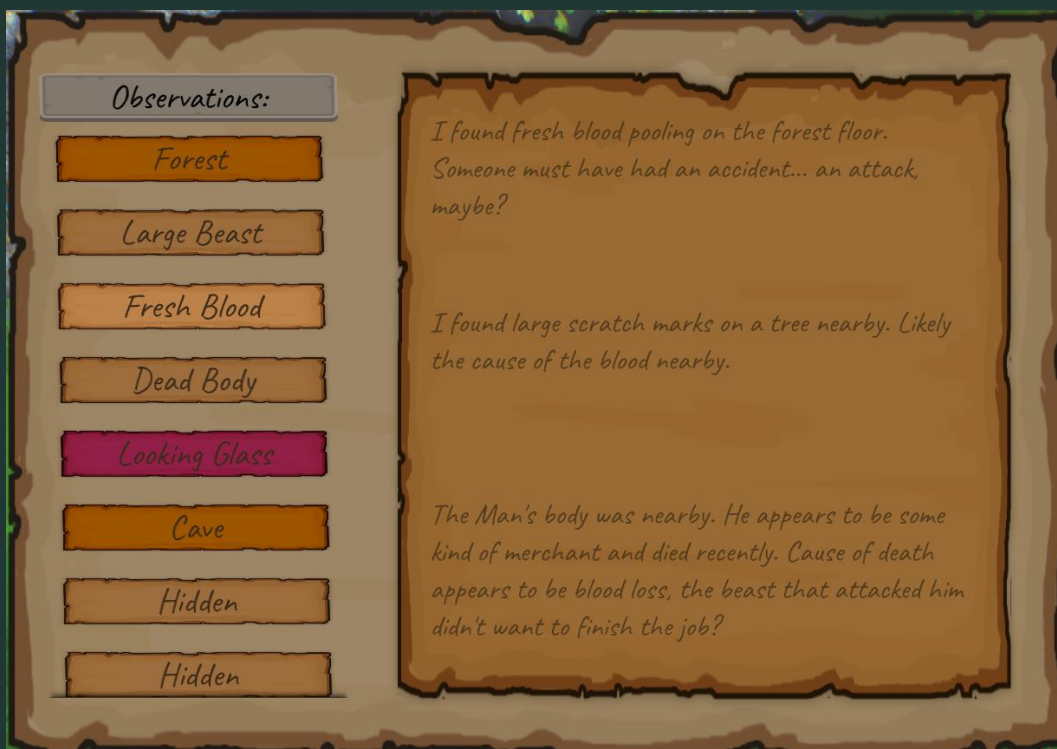 Observations:
Forest
Large Beast
Fresh Blood
Dead Body
Looking Glass
Cave
Hidden
Hidden
I found fresh blood pooling on the forest floor.
Someone must have had an accident... an attack,
maybe?
I found large scratch marks on a tree nearby. Likely
the cause of the blood nearby.
The Man's body was nearby. He appears to be some
kind of merchant and died recently. Cause of death
appears to be blood loss, the beast that attacked him
didn't want to finish the job?